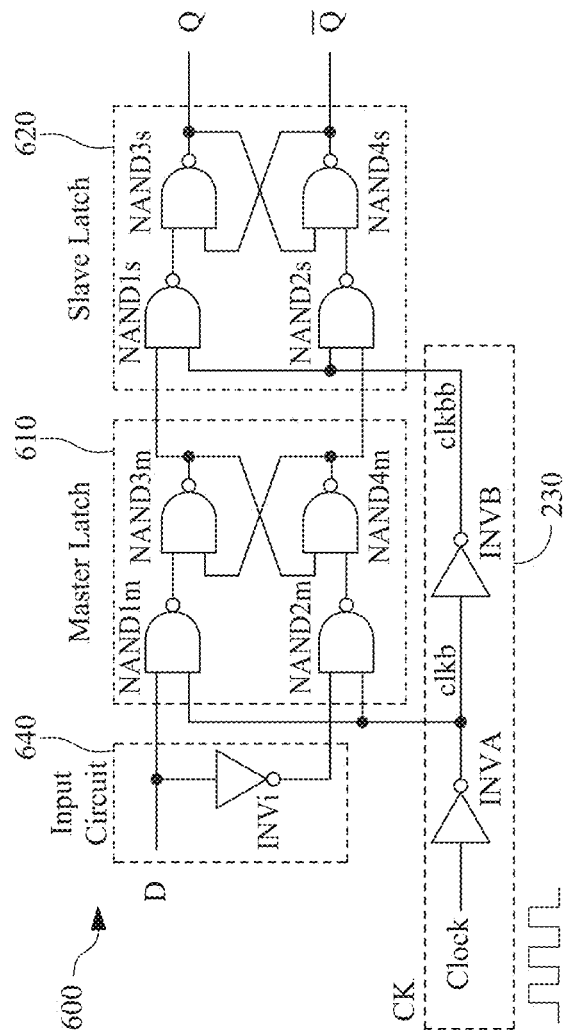 600
D
Input
Circuit
640
INVi
Master Latch
610
NAND1m
NAND3m
NAND2m
NAND4m
Slave Latch
620
NAND1s
NAND3s
NAND2s
NAND4s
Q
Q̅
CK
Clock
INVA
clkb
INVB
clkbb
230